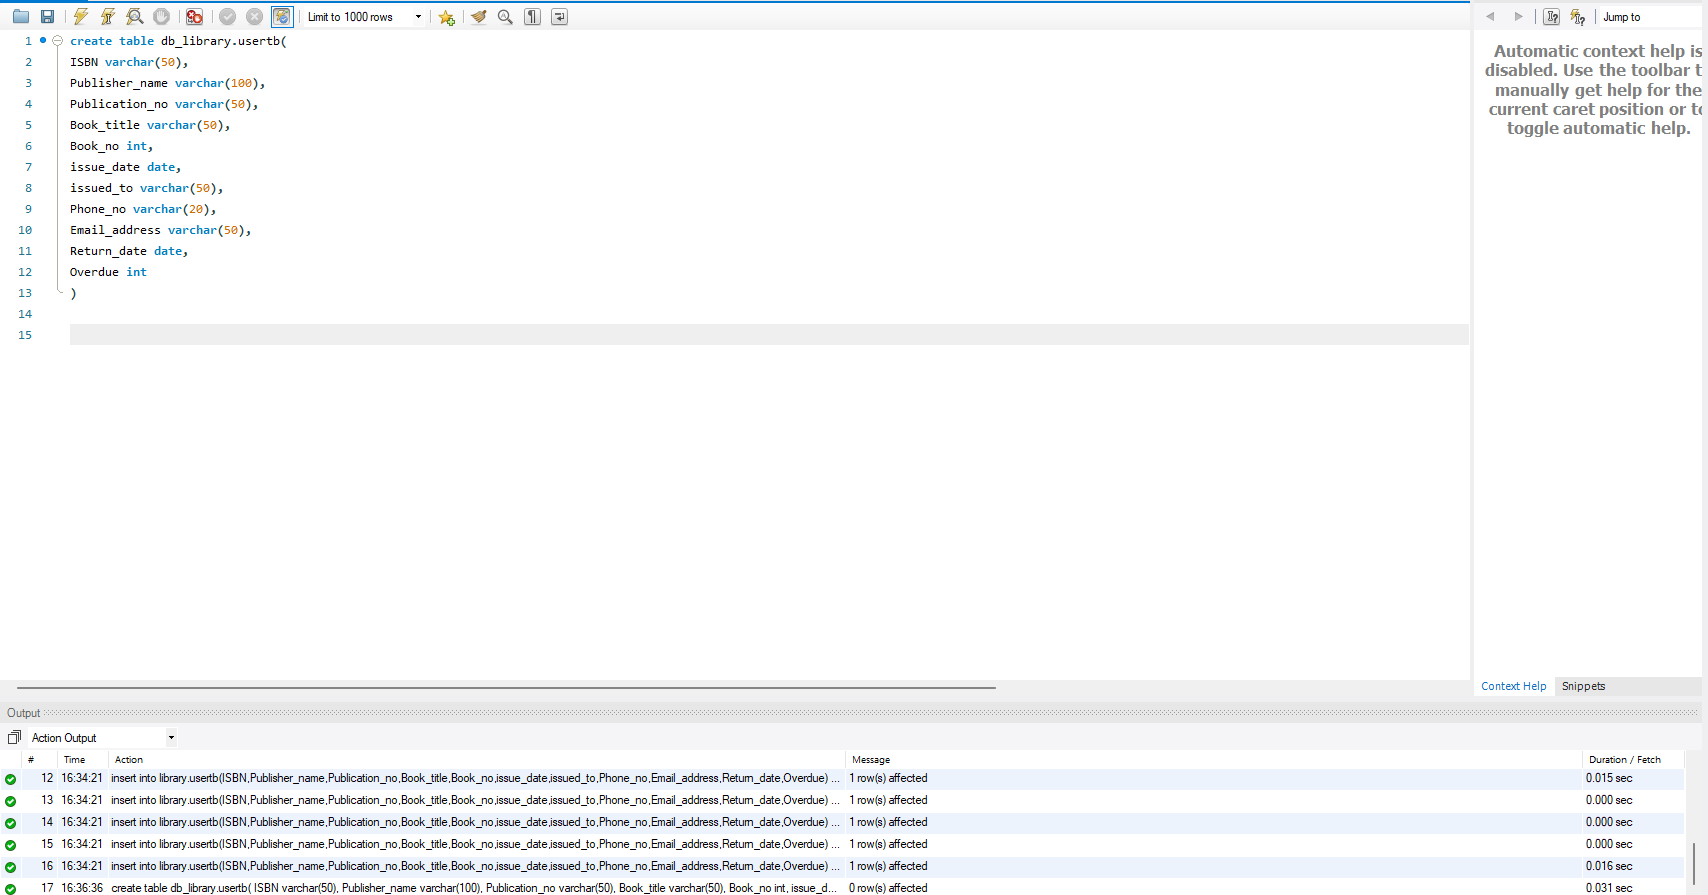 Limit to 1000 rows
Jump to
1 create table db_library.usertb(
2 ISBN varchar(50),
3 Publisher_name varchar(100),
4 Publication_no varchar(50),
5 Book_title varchar(50),
6 Book_no int,
7 issue_date date,
8 issued_to varchar(50),
9 Phone_no varchar(20),
10 Email_address varchar(50),
11 Return_date date,
12 Overdue int
13 )
14
15
Automatic context help is
disabled. Use the toolbar t
manually get help for the
current caret position or to
toggle automatic help.
Context Help Snippets
Output
Action Output
# Time Action Message Duration / Fetch
12 16:34:21 insert into library.usertb(ISBN,Publisher_name,Publication_no,Book_title,Book_no,issue_date,issued_to,Phone_no,Email_address,Return_date,Overdue) ... 1 row(s) affected 0.015 sec
13 16:34:21 insert into library.usertb(ISBN,Publisher_name,Publication_no,Book_title,Book_no,issue_date,issued_to,Phone_no,Email_address,Return_date,Overdue) ... 1 row(s) affected 0.000 sec
14 16:34:21 insert into library.usertb(ISBN,Publisher_name,Publication_no,Book_title,Book_no,issue_date,issued_to,Phone_no,Email_address,Return_date,Overdue) ... 1 row(s) affected 0.000 sec
15 16:34:21 insert into library.usertb(ISBN,Publisher_name,Publication_no,Book_title,Book_no,issue_date,issued_to,Phone_no,Email_address,Return_date,Overdue) ... 1 row(s) affected 0.000 sec
16 16:34:21 insert into library.usertb(ISBN,Publisher_name,Publication_no,Book_title,Book_no,issue_date,issued_to,Phone_no,Email_address,Return_date,Overdue) ... 1 row(s) affected 0.016 sec
17 16:36:36 create table db_library.usertb( ISBN varchar(50), Publisher_name varchar(100), Publication_no varchar(50), Book_title varchar(50), Book_no int, issue_d... 0 row(s) affected 0.031 sec